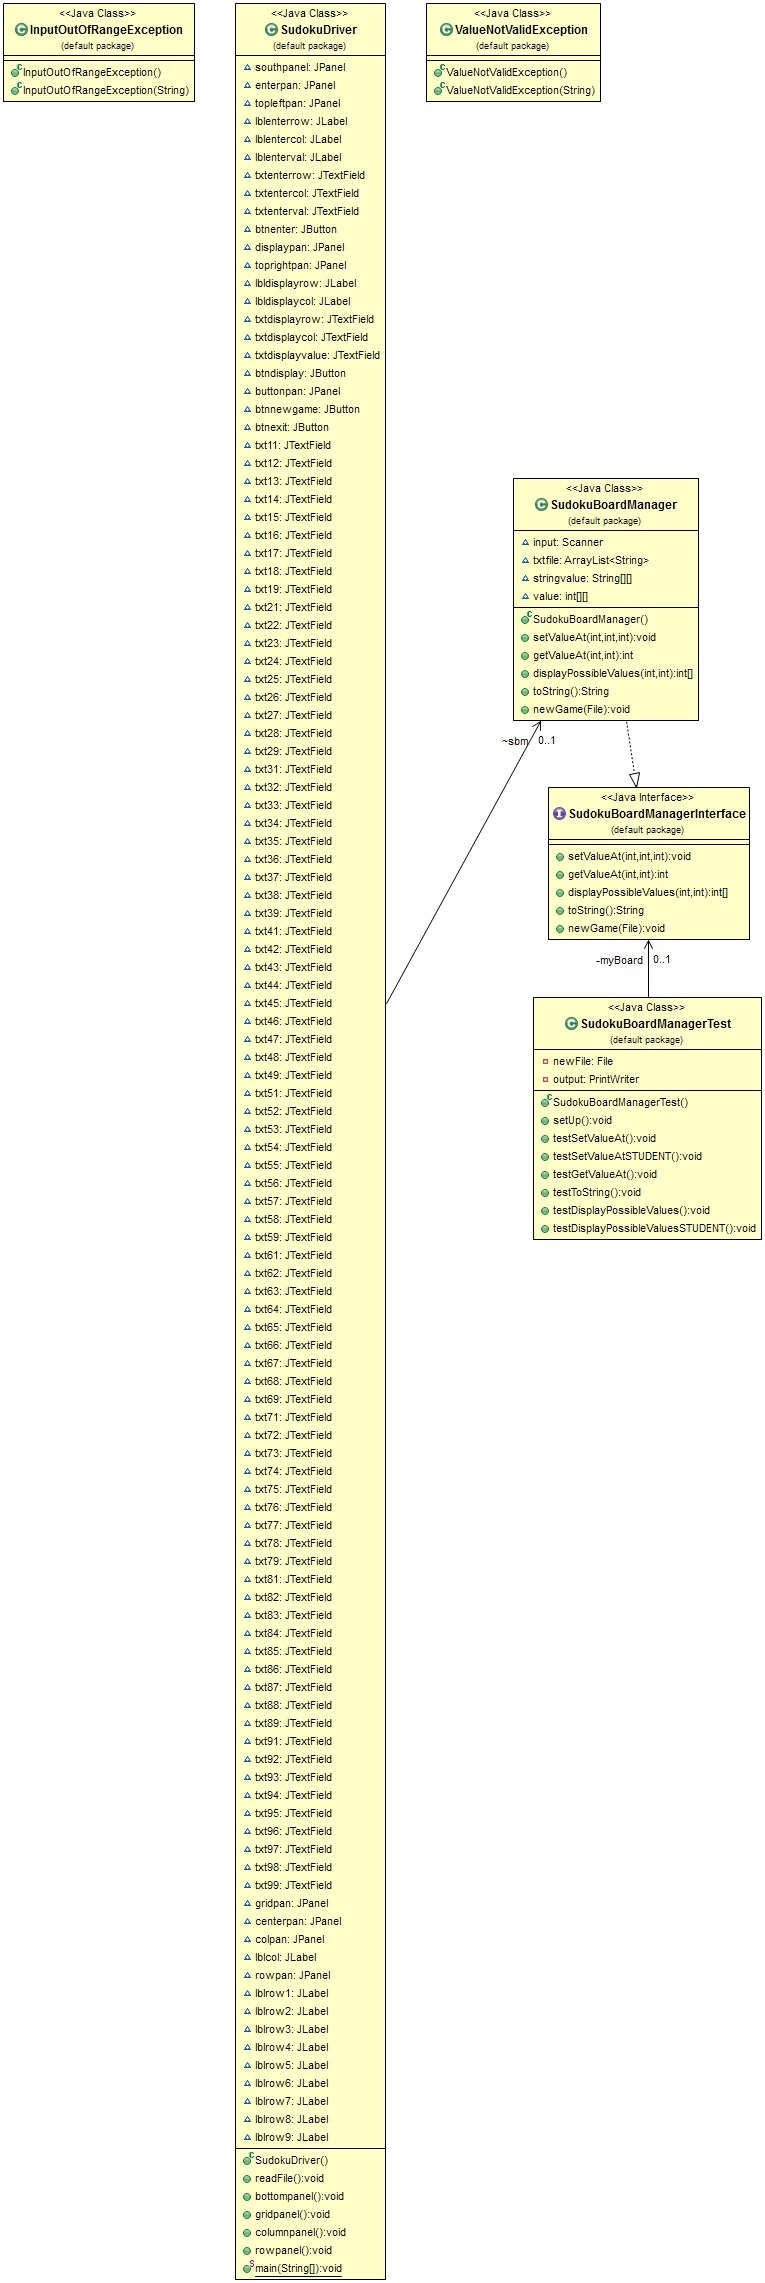 <<Java Class>>
InputOutOfRangeException
(default package)
InputOutOfRangeException()
InputOutOfRangeException(String)
<<Java Class>>
SudokuDriver
(default package)
southpanel: JPanel
enterpan: JPanel
topleftpan: JPanel
lblenterrow: JLabel
lblentercol: JLabel
lblenterval: JLabel
txtenterrow: JTextField
txtentercol: JTextField
txtenterval: JTextField
btnenter: JButton
displaypan: JPanel
toprightpan: JPanel
lbldisplayrow: JLabel
lbldisplaycol: JLabel
txtdisplayrow: JTextField
txtdisplaycol: JTextField
txtdisplayvalue: JTextField
btndisplay: JButton
buttonpan: JPanel
btnnewgame: JButton
btnexit: JButton
txt11: JTextField
txt12: JTextField
txt13: JTextField
txt14: JTextField
txt15: JTextField
txt16: JTextField
txt17: JTextField
txt18: JTextField
txt19: JTextField
txt21: JTextField
txt22: JTextField
txt23: JTextField
txt24: JTextField
txt25: JTextField
txt26: JTextField
txt27: JTextField
txt28: JTextField
txt29: JTextField
txt31: JTextField
txt32: JTextField
txt33: JTextField
txt34: JTextField
txt35: JTextField
txt36: JTextField
txt37: JTextField
txt38: JTextField
txt39: JTextField
txt41: JTextField
txt42: JTextField
txt43: JTextField
txt44: JTextField
txt45: JTextField
txt46: JTextField
txt47: JTextField
txt48: JTextField
txt49: JTextField
txt51: JTextField
txt52: JTextField
txt53: JTextField
txt54: JTextField
txt55: JTextField
txt56: JTextField
txt57: JTextField
txt58: JTextField
txt59: JTextField
txt61: JTextField
txt62: JTextField
txt63: JTextField
txt64: JTextField
txt65: JTextField
txt66: JTextField
txt67: JTextField
txt68: JTextField
txt69: JTextField
txt71: JTextField
txt72: JTextField
txt73: JTextField
txt74: JTextField
txt75: JTextField
txt76: JTextField
txt77: JTextField
txt78: JTextField
txt79: JTextField
txt81: JTextField
txt82: JTextField
txt83: JTextField
txt84: JTextField
txt85: JTextField
txt86: JTextField
txt87: JTextField
txt88: JTextField
txt89: JTextField
txt91: JTextField
txt92: JTextField
txt93: JTextField
txt94: JTextField
txt95: JTextField
txt96: JTextField
txt97: JTextField
txt98: JTextField
txt99: JTextField
gridpan: JPanel
centerpan: JPanel
colpan: JPanel
lblcol: JLabel
rowpan: JPanel
lblrow1: JLabel
lblrow2: JLabel
lblrow3: JLabel
lblrow4: JLabel
lblrow5: JLabel
lblrow6: JLabel
lblrow7: JLabel
lblrow8: JLabel
lblrow9: JLabel
SudokuDriver()
readFile():void
bottompanel():void
gridpanel():void
columnpanel():void
rowpanel():void
main(String[]):void
<<Java Class>>
ValueNotValidException
(default package)
ValueNotValidException()
ValueNotValidException(String)
<<Java Class>>
SudokuBoardManager
(default package)
input: Scanner
txtfile: ArrayList<String>
stringvalue: String[][]
value: int[][]
SudokuBoardManager()
setValueAt(int,int,int):void
getValueAt(int,int):int
displayPossibleValues(int,int):int[]
toString():String
newGame(File):void
~sbm 0..1
<<Java Interface>>
SudokuBoardManagerInterface
(default package)
setValueAt(int,int,int):void
getValueAt(int,int):int
displayPossibleValues(int,int):int[]
toString():String
newGame(File):void
-myBoard 0..1
<<Java Class>>
SudokuBoardManagerTest
(default package)
newFile: File
output: PrintWriter
SudokuBoardManagerTest()
setUp():void
testSetValueAt():void
testSetValueAtSTUDENT():void
testGetValueAt():void
testToString():void
testDisplayPossibleValues():void
testDisplayPossibleValuesSTUDENT():void